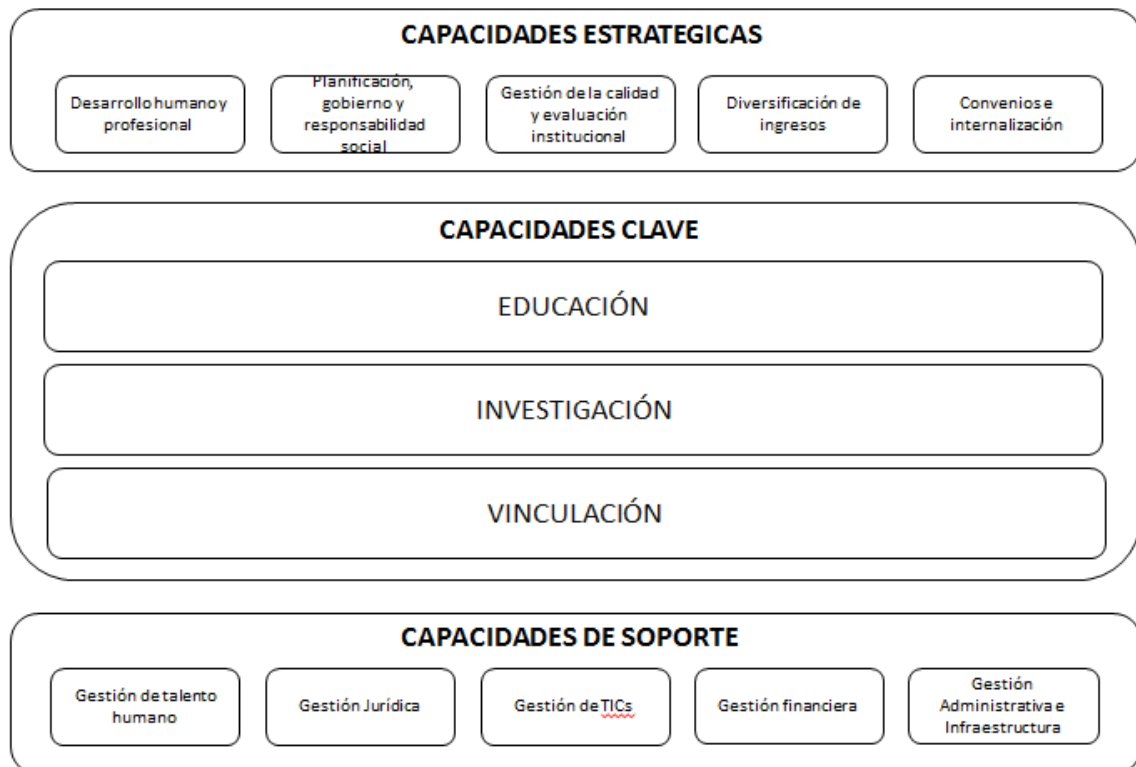 CAPACIDADES ESTRATEGICAS
Desarrollo humano y
profesional
Planificación,
gobierno y
responsabilidad
social
Gestión de la calidad
y evaluación
institucional
Diversificación de
ingresos
Convenios e
internalización
CAPACIDADES CLAVE
EDUCACIÓN
INVESTIGACIÓN
VINCULACIÓN
CAPACIDADES DE SOPORTE
Gestión de talento
humano
Gestión Jurídica
Gestión de TICs
Gestión financiera
Gestión
Administrativa e
Infraestructura